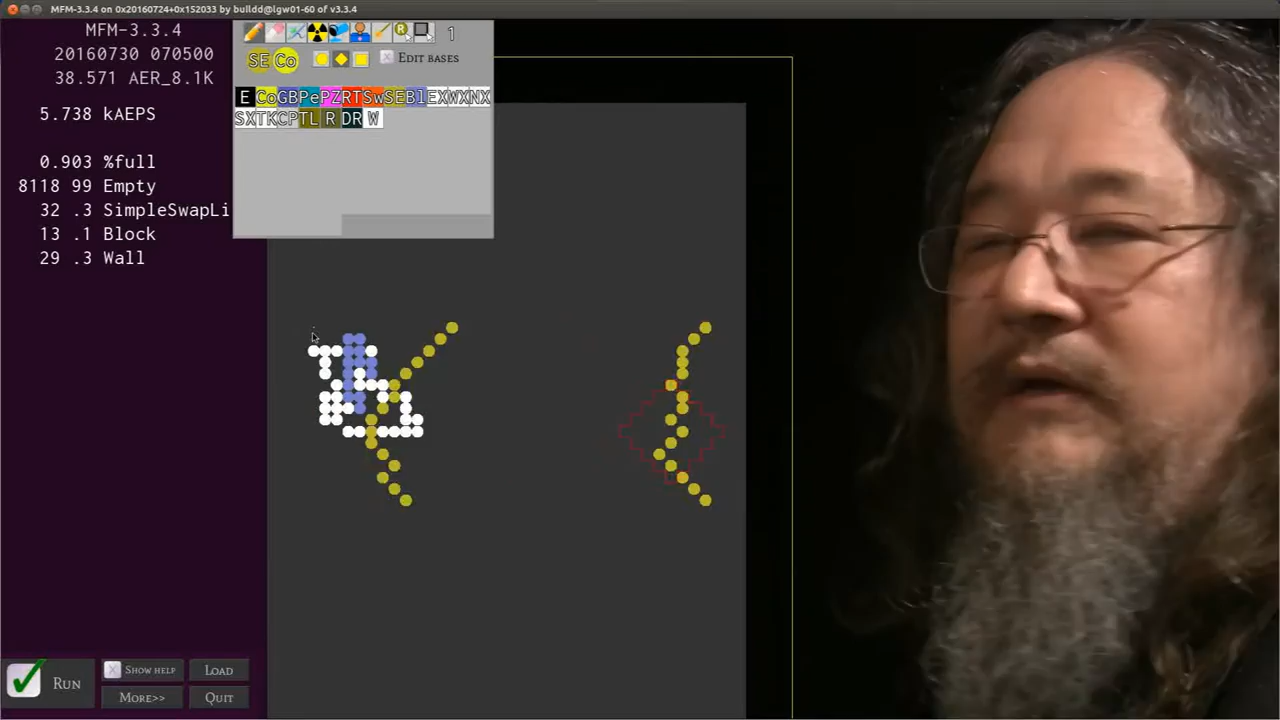 MFM-3.3.4 on 0x20160724+0x152033 by buildd@lgw01-60 of v3.3.4
MFM-3.3.4
20160730 070500
38.571 AER_8.1K
5.738 kAEPS
0.903 %full
8118 99 Empty
32 .3 SimpleSwapLi
13 .1 Block
29 .3 Wall
1
SE Co
Edit bases
E CoGBPePZRTSwSEBlEXWXNX
SXTKCPTL R DR W
Run
Show help
Load
More>>
Quit